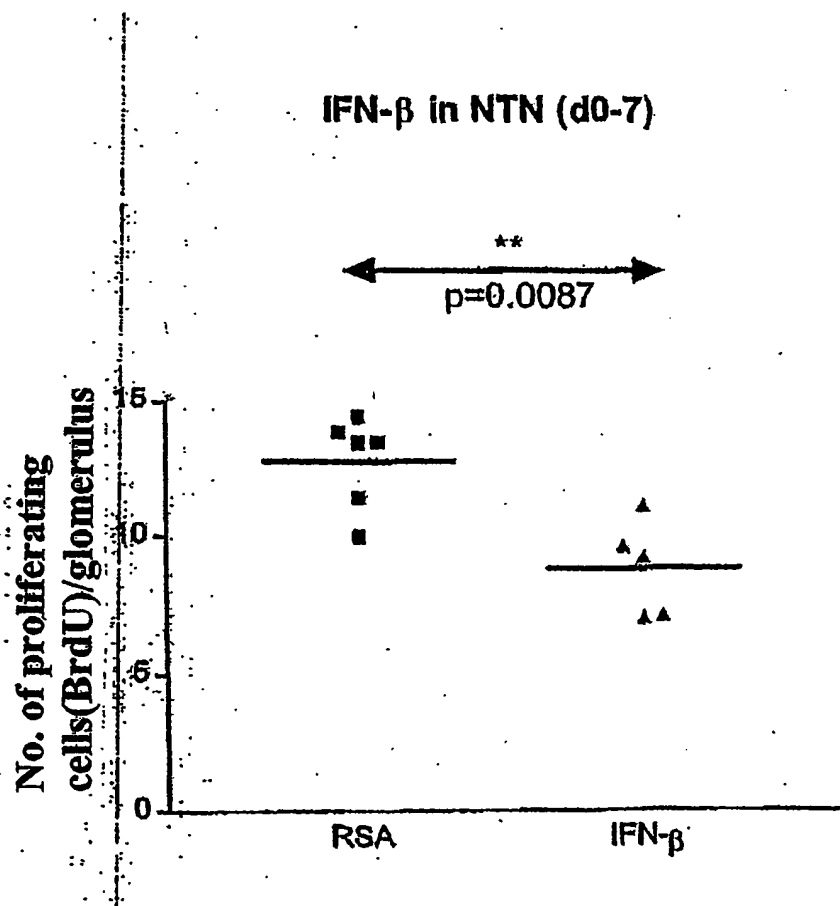 IFN-β in NTN (d0-7)
**
p=0.0087
No. of proliferating
cells(BrdU)/glomerulus
15
10
5
0
RSA
IFN-β